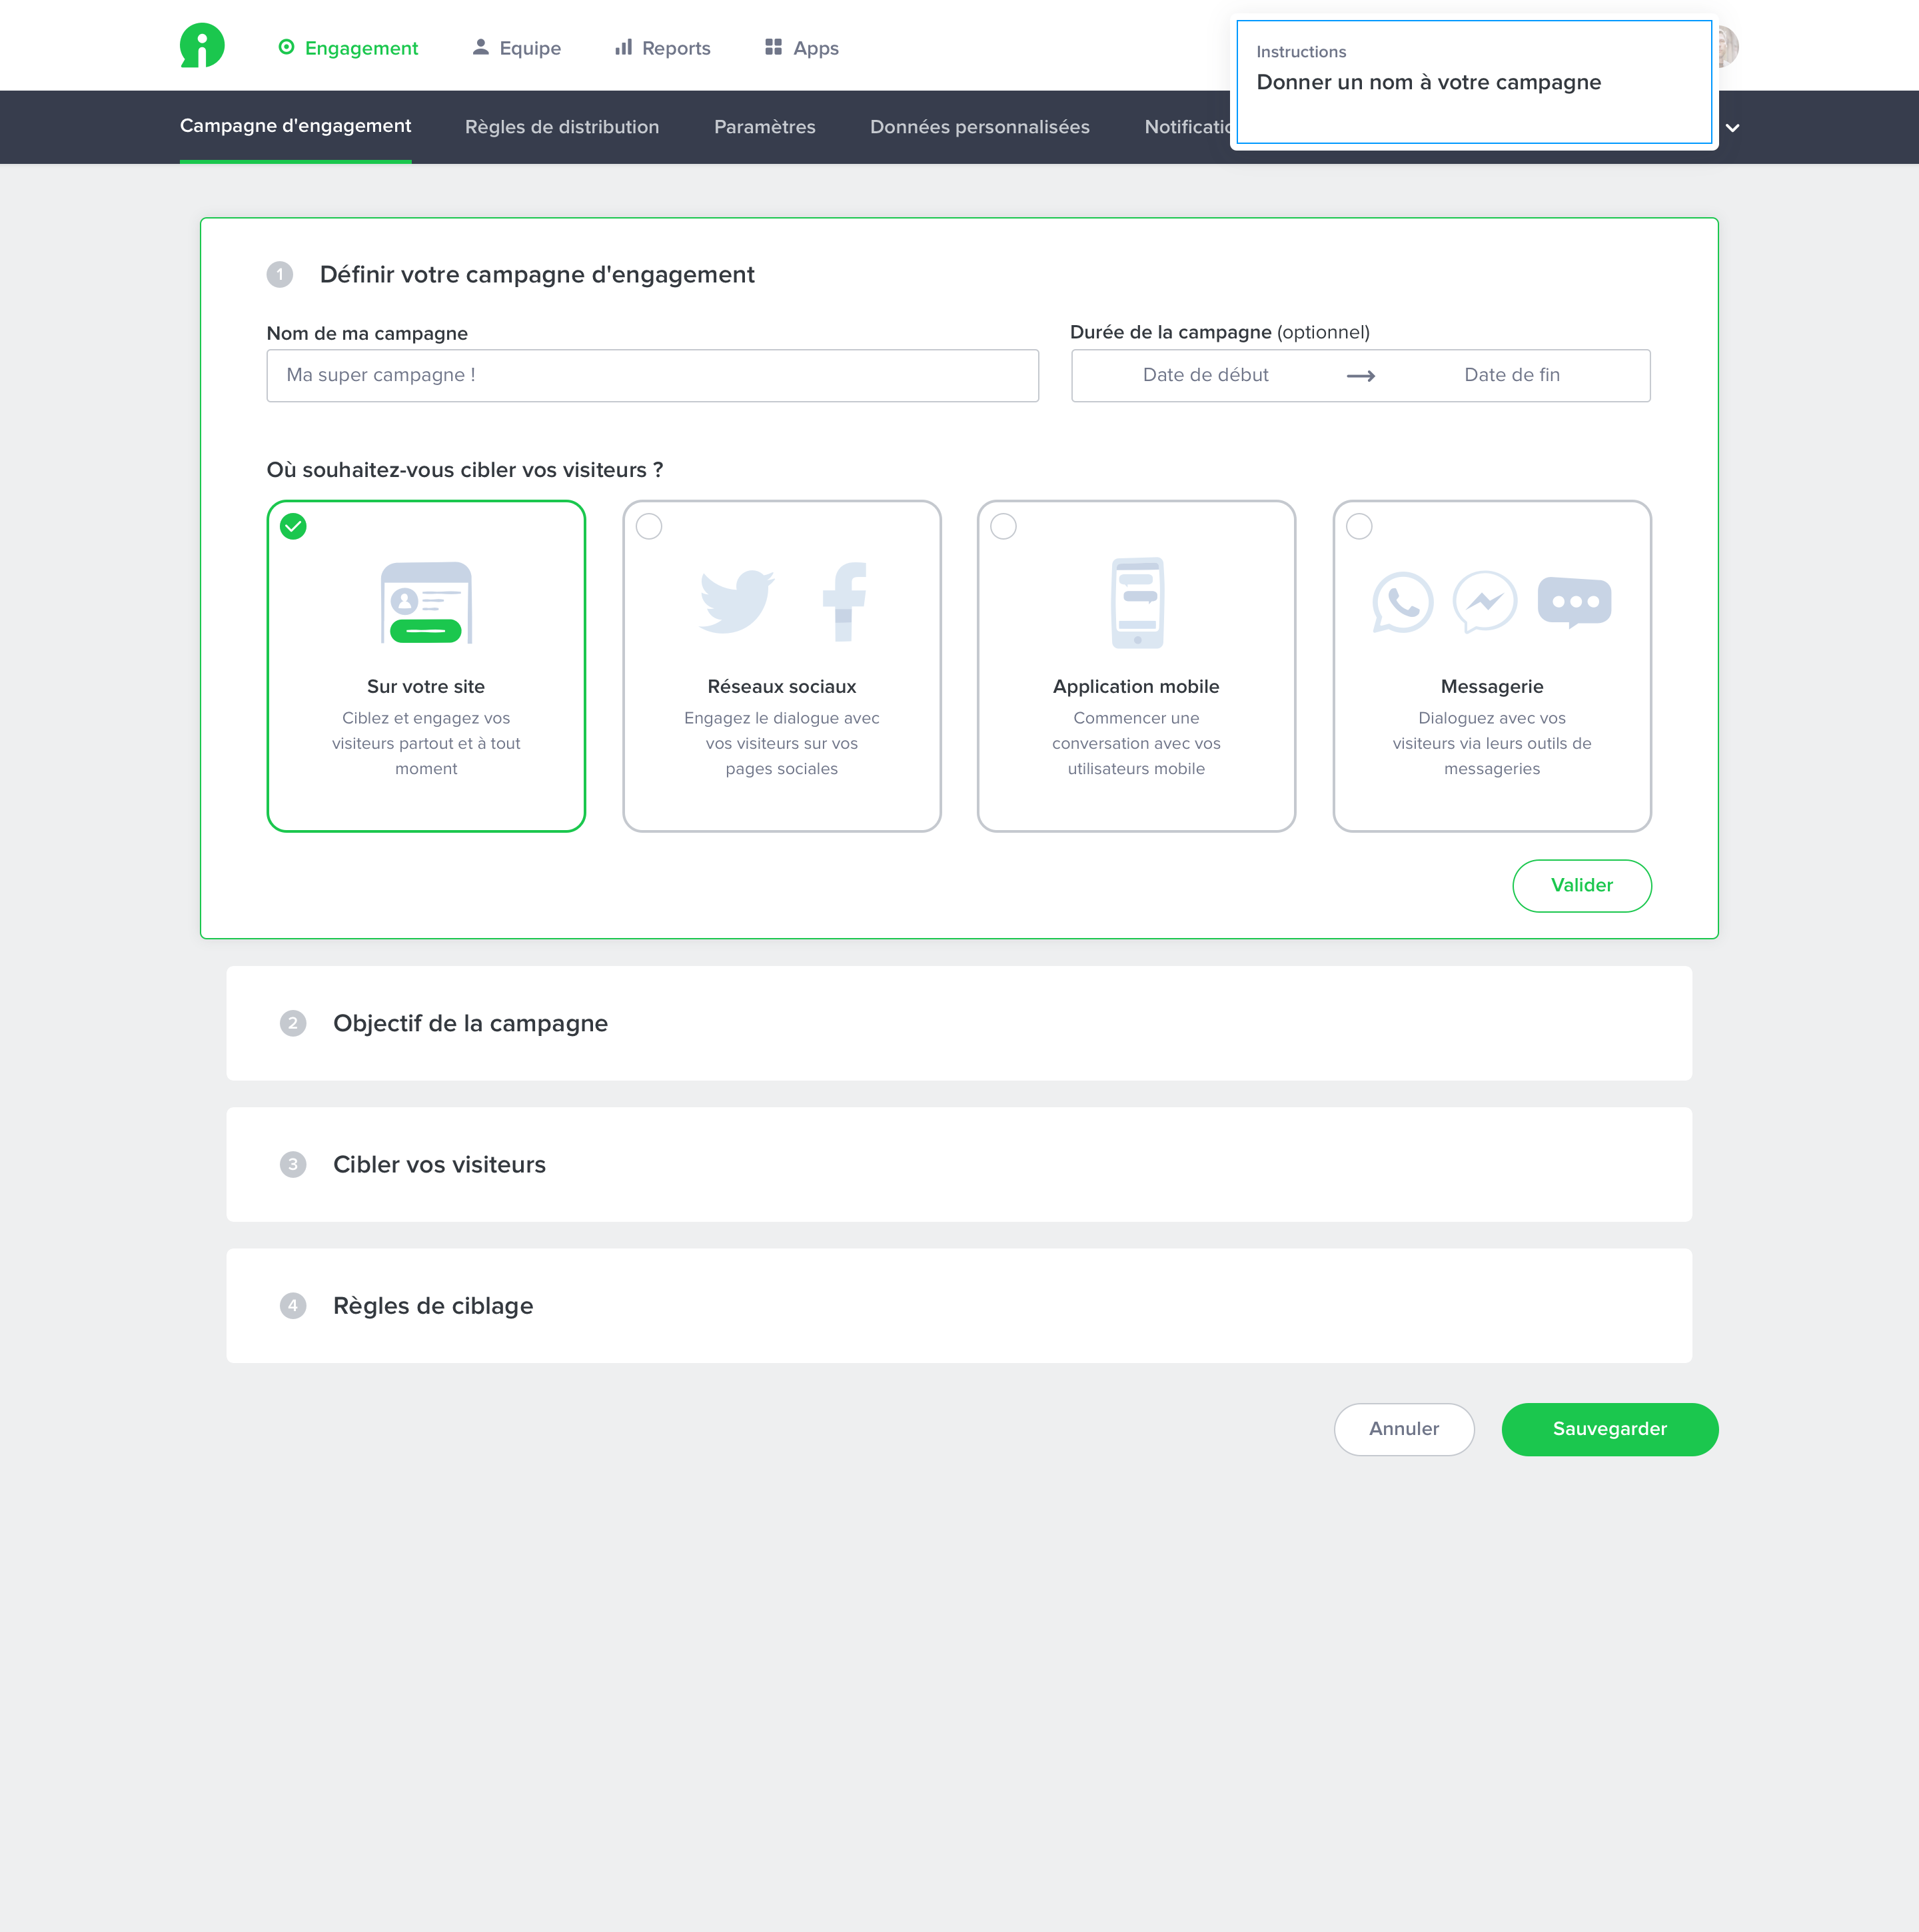 Engagement
Equipe
Reports
Apps
Instructions
Donner un nom à votre campagne
Campagne d'engagement
Règles de distribution
Paramètres
Données personnalisées
1
Définir votre campagne d'engagement
Nom de ma campagne
Durée de la campagne (optionnel)
Ma super campagne !
Date de début
Date de fin
Où souhaitez-vous cibler vos visiteurs ?
Sur votre site
Ciblez et engagez vos
visiteurs partout et à tout
moment
Réseaux sociaux
Engagez le dialogue avec
vos visiteurs sur vos
pages sociales
Application mobile
Commencer une
conversation avec vos
utilisateurs mobile
Messagerie
Dialoguez avec vos
visiteurs via leurs outils de
messageries
Valider
2
Objectif de la campagne
3
Cibler vos visiteurs
4
Règles de ciblage
Annuler
Sauvegarder